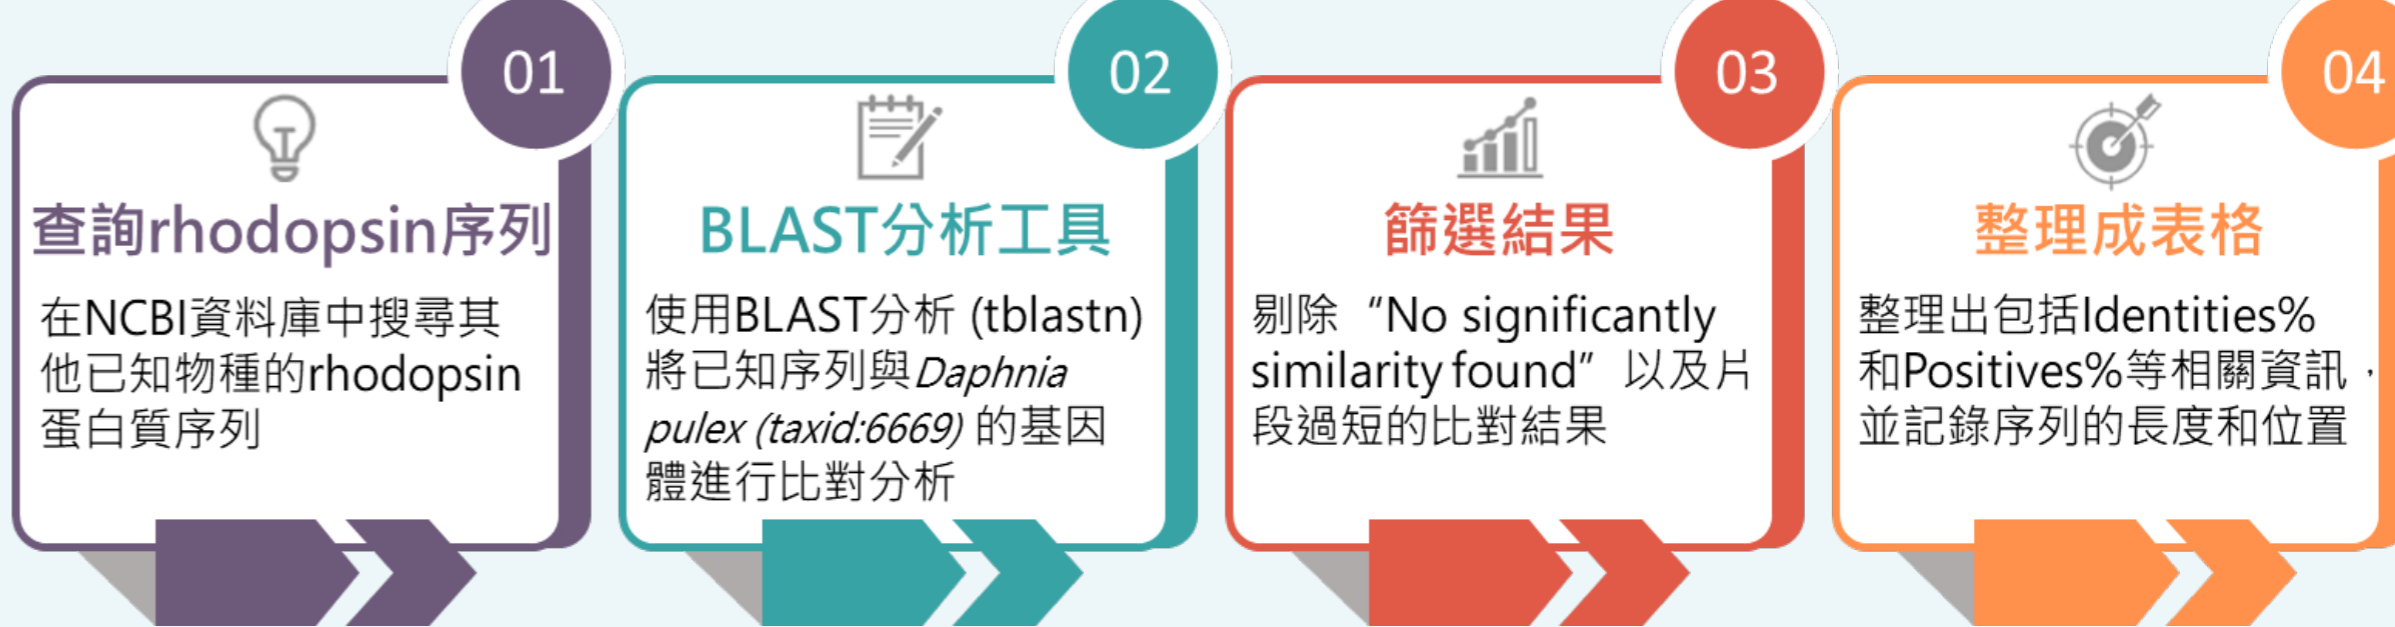 01
查詢rhodopsin序列
在NCBI資料庫中搜尋其
他已知物種的rhodopsin
蛋白質序列
02
BLAST分析工具
使用BLAST分析 (tblastn)
將已知序列與Daphnia
pulex (taxid:6669) 的基因
體進行比對分析
03
篩選結果
剔除“No significantly
similarity found”以及片
段過短的比對結果
04
整理成表格
整理出包括Identities%
和Positives%等相關資訊，
並記錄序列的長度和位置